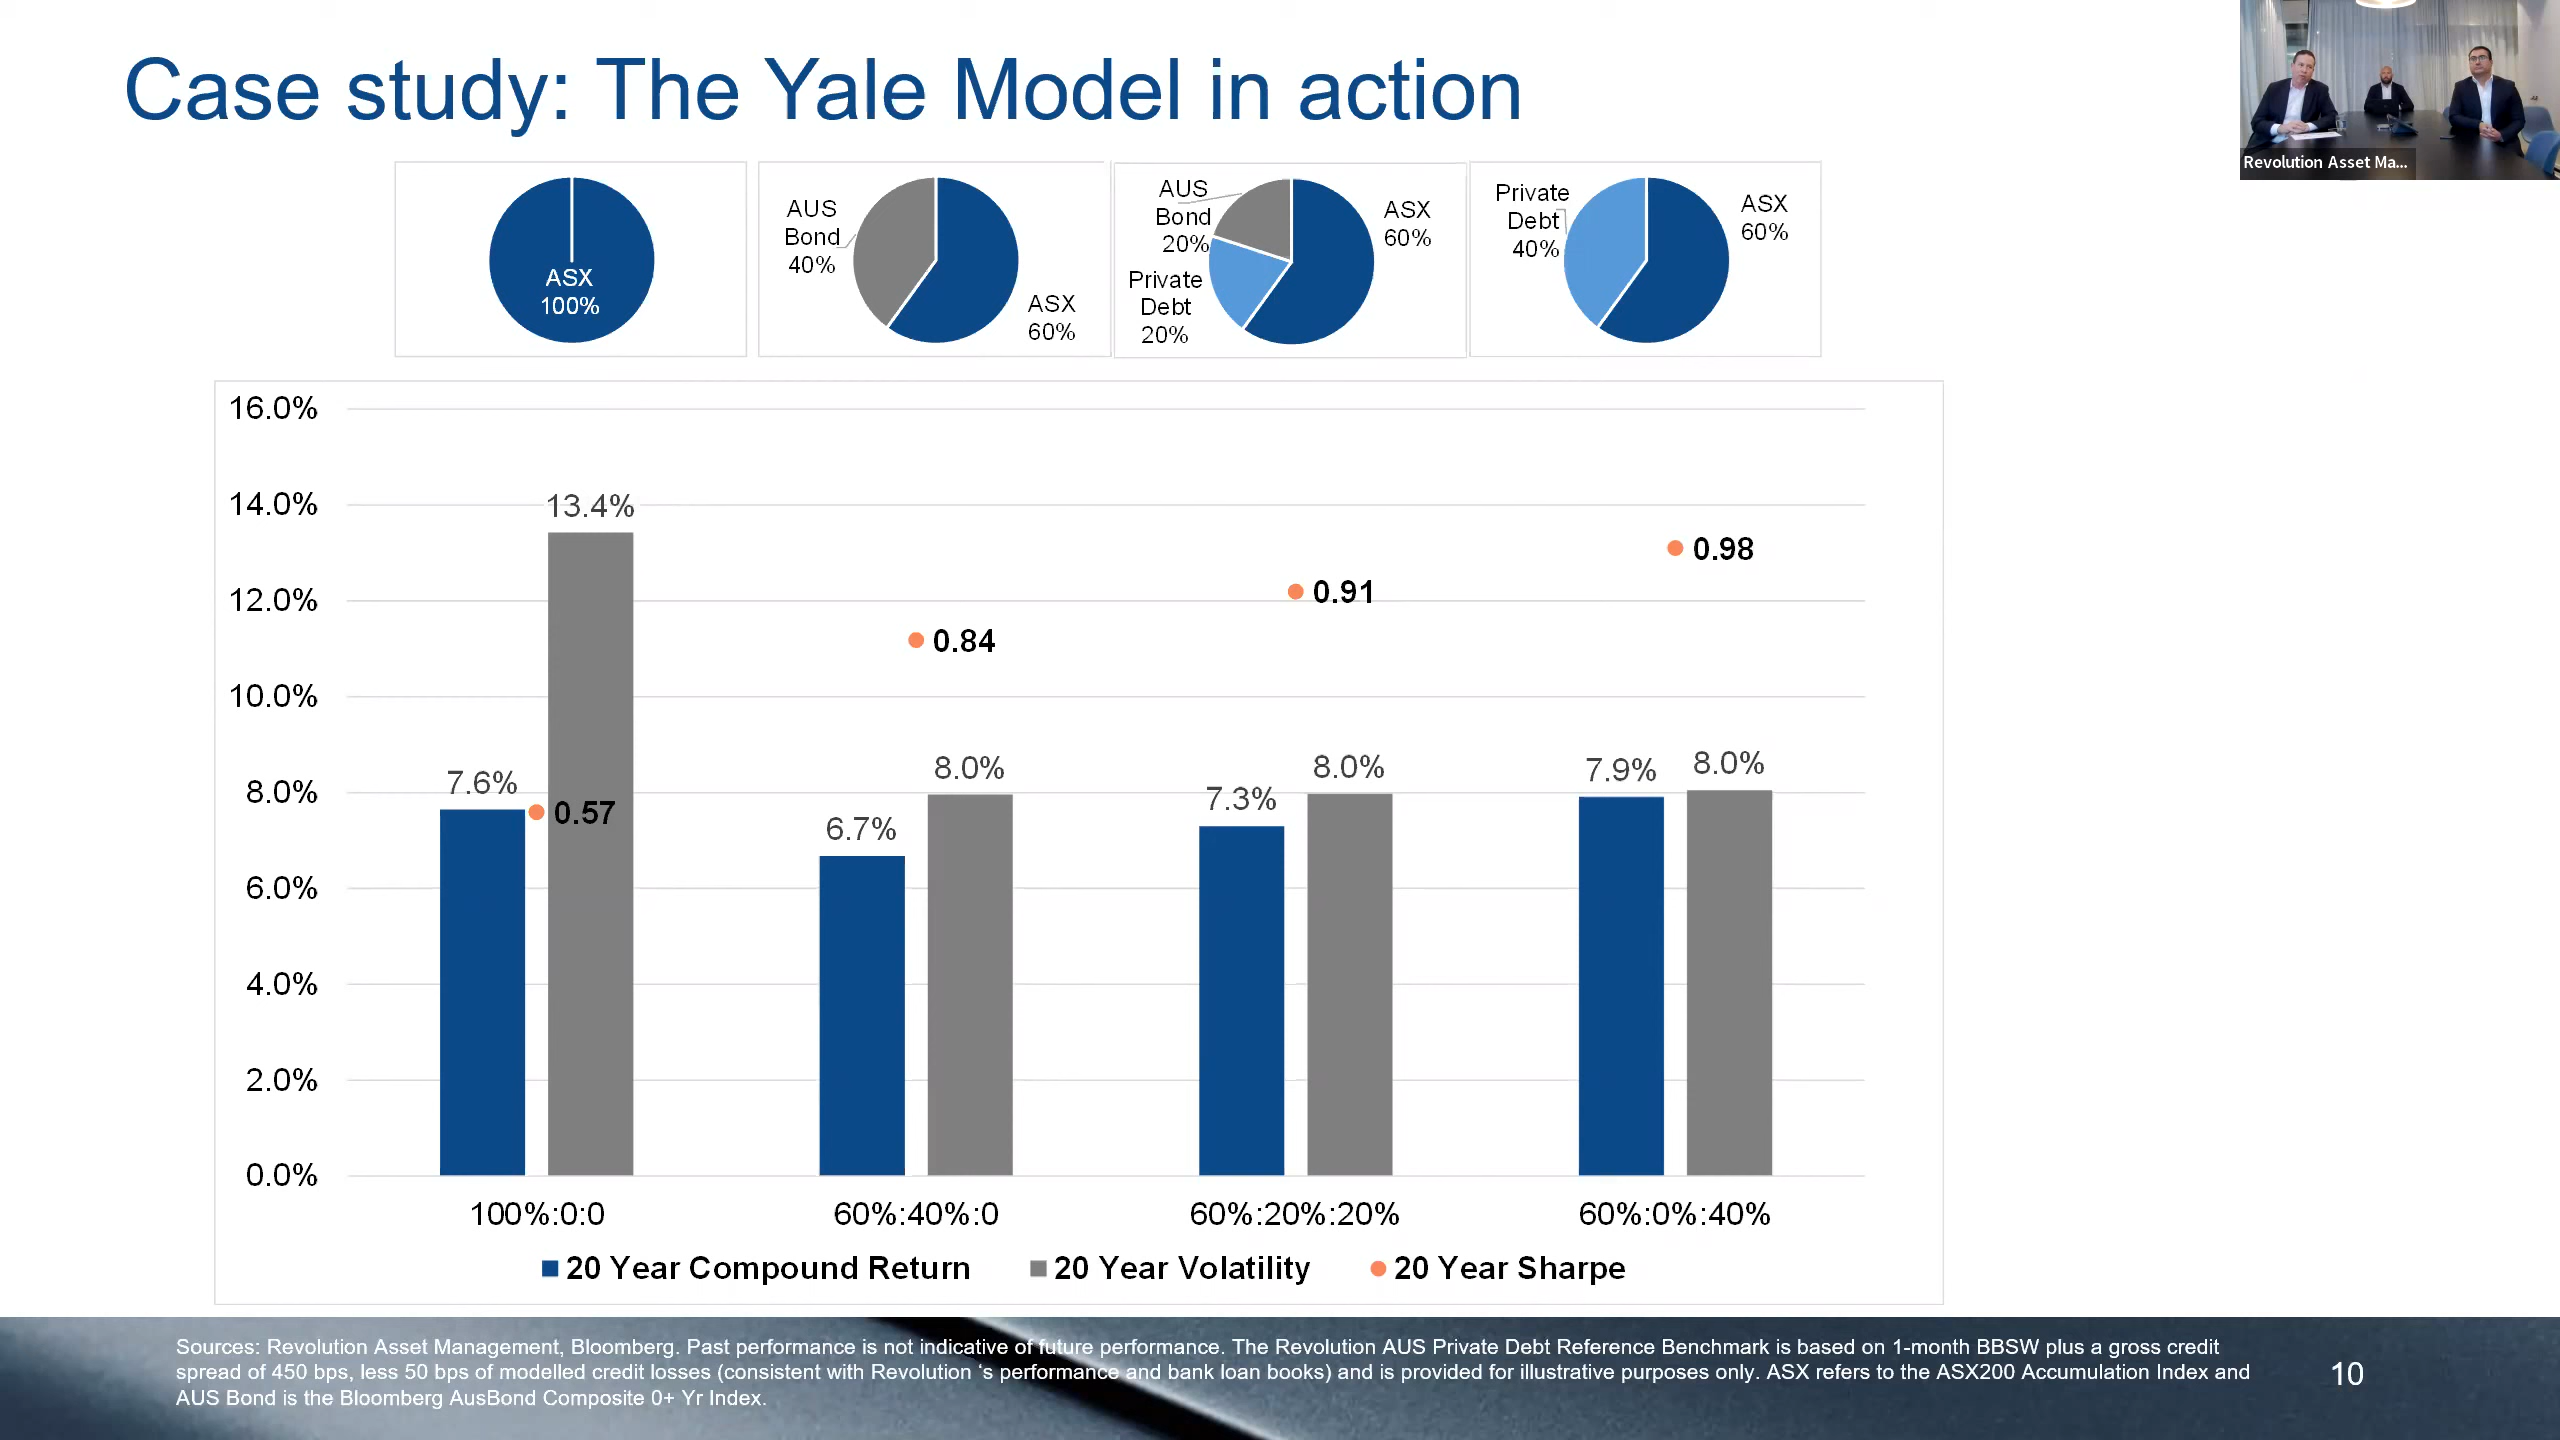 Case study: The Yale Model in action
Revolution Asset Ma...
ASX
100%
AUS
Bond
40%
ASX
60%
AUS
Bond
20%
Private
Debt
20%
ASX
60%
Private
Debt
40%
ASX
60%
16.0%
14.0%
12.0%
10.0%
8.0%
6.0%
4.0%
2.0%
0.0%
7.6%
13.4%
0.57
6.7%
8.0%
0.84
7.3%
8.0%
0.91
7.9%
8.0%
0.98
100%:0:0
60%:40%:0
60%:20%:20%
60%:0%:40%
20 Year Compound Return
20 Year Volatility
20 Year Sharpe
Sources: Revolution Asset Management, Bloomberg. Past performance is not indicative of future performance. The Revolution AUS Private Debt Reference Benchmark is based on 1-month BBSW plus a gross credit
spread of 450 bps, less 50 bps of modelled credit losses (consistent with Revolution ‘s performance and bank loan books) and is provided for illustrative purposes only. ASX refers to the ASX200 Accumulation Index and
AUS Bond is the Bloomberg AusBond Composite 0+ Yr Index.
10